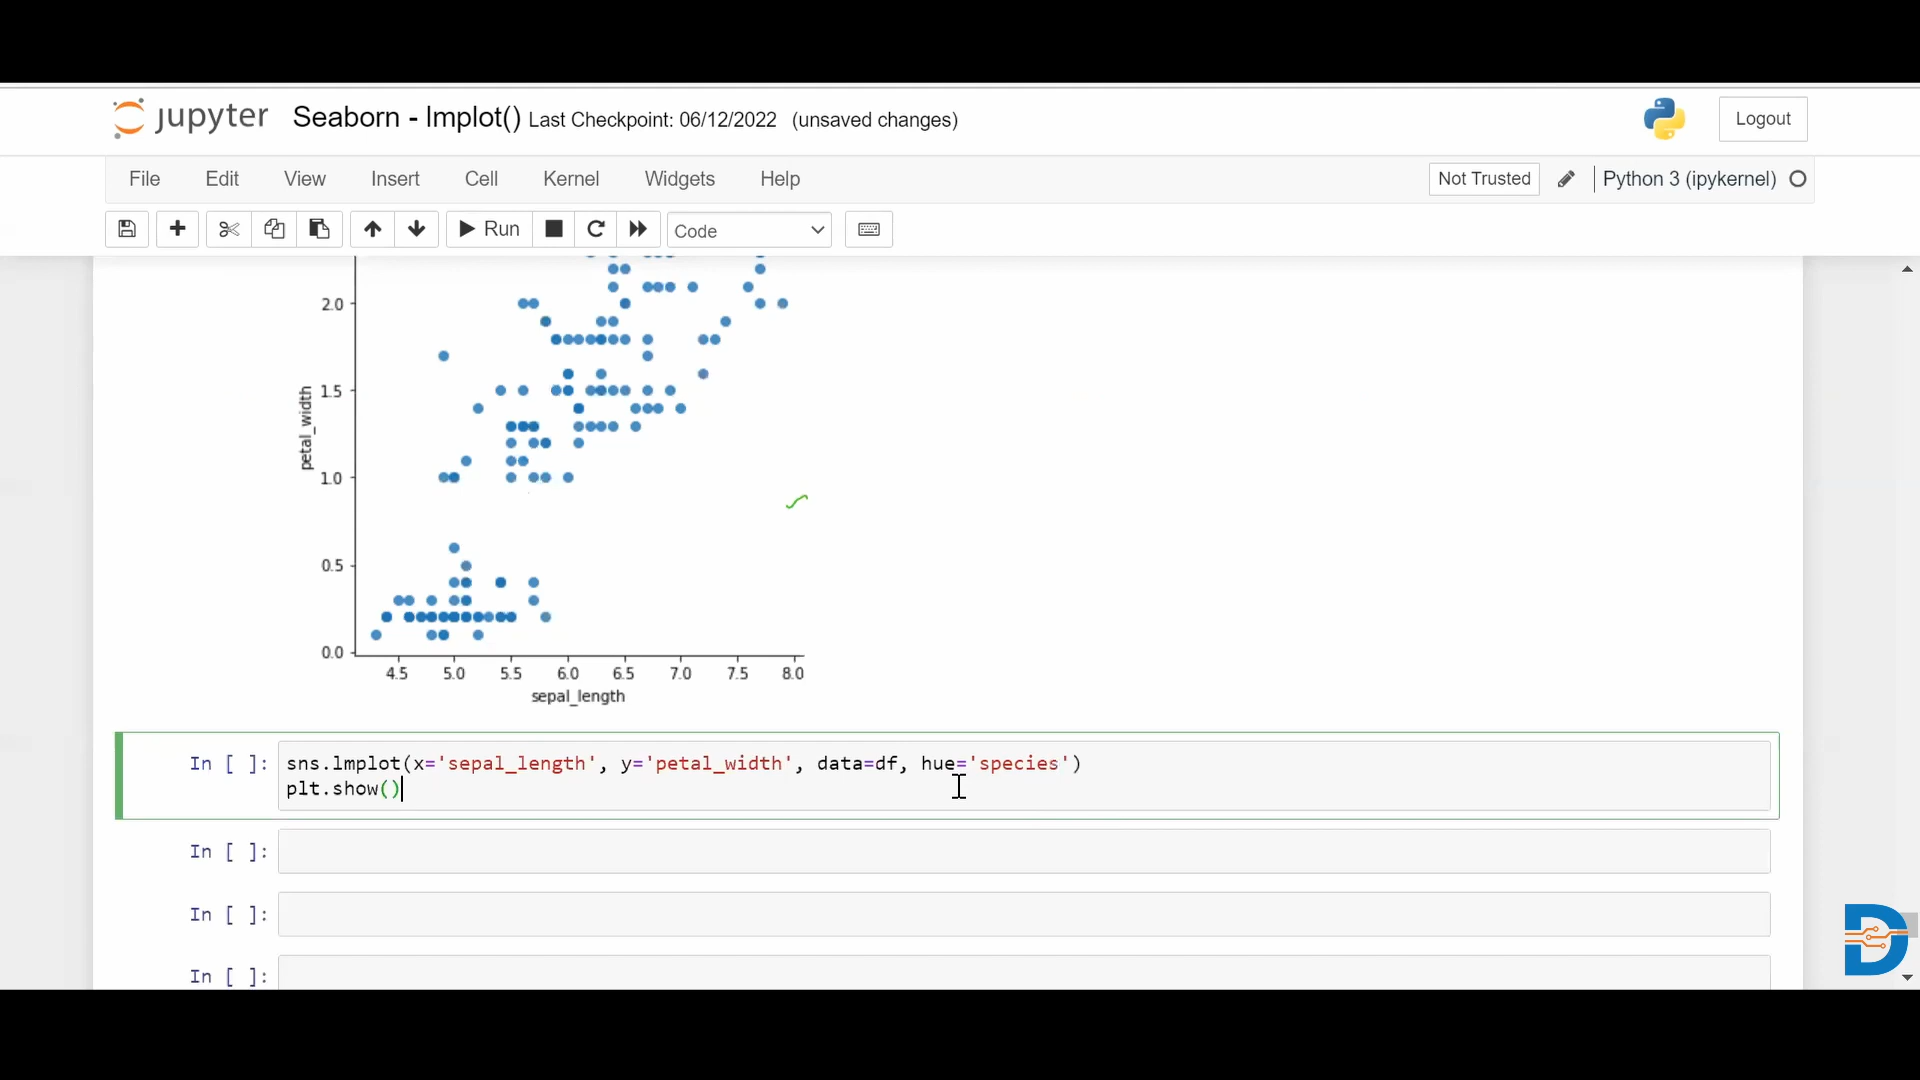 jupyter Seaborn - lmplot() Last Checkpoint: 06/12/2022 (unsaved changes)
Logout
File Edit View Insert Cell Kernel Widgets Help
Not Trusted Python 3 (ipykernel)
Run Code
2.0
1.5
1.0
0.5
0.0
petal_width
4.5 5.0 5.5 6.0 6.5 7.0 7.5 8.0
sepal_length
In [ ]: sns.lmplot(x='sepal_length', y='petal_width', data=df, hue='species')
plt.show()
In [ ]:
In [ ]:
In [ ]: